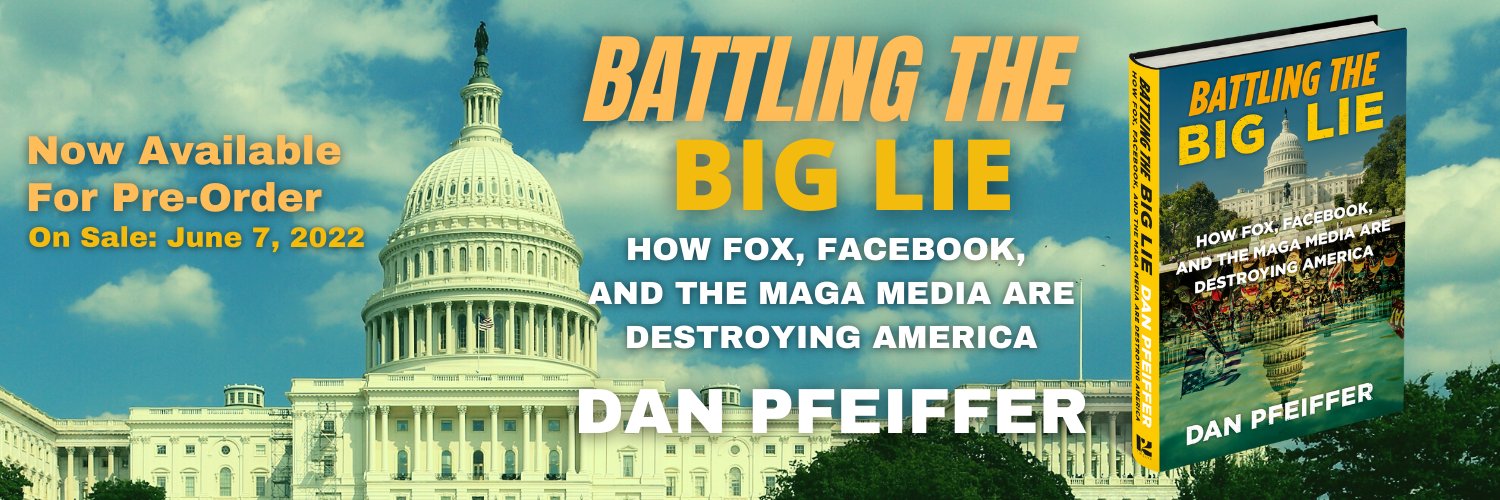 Now Available
For Pre-Order
On Sale: June 7, 2022
BATTLING THE
BIG LIE
HOW FOX, FACEBOOK,
AND THE MAGA MEDIA ARE
DESTROYING AMERICA
DAN PFEIFFER
BATTLING THE BIG LIE DAN PFEIFFER
HOW FOX, FACEBOOK, AND THE MAGA MEDIA ARE DESTROYING AMERICA
BATTLING THE
BIG LIE
HOW FOX, FACEBOOK,
AND THE MAGA MEDIA ARE
DESTROYING AMERICA
DAN PFEIFFER